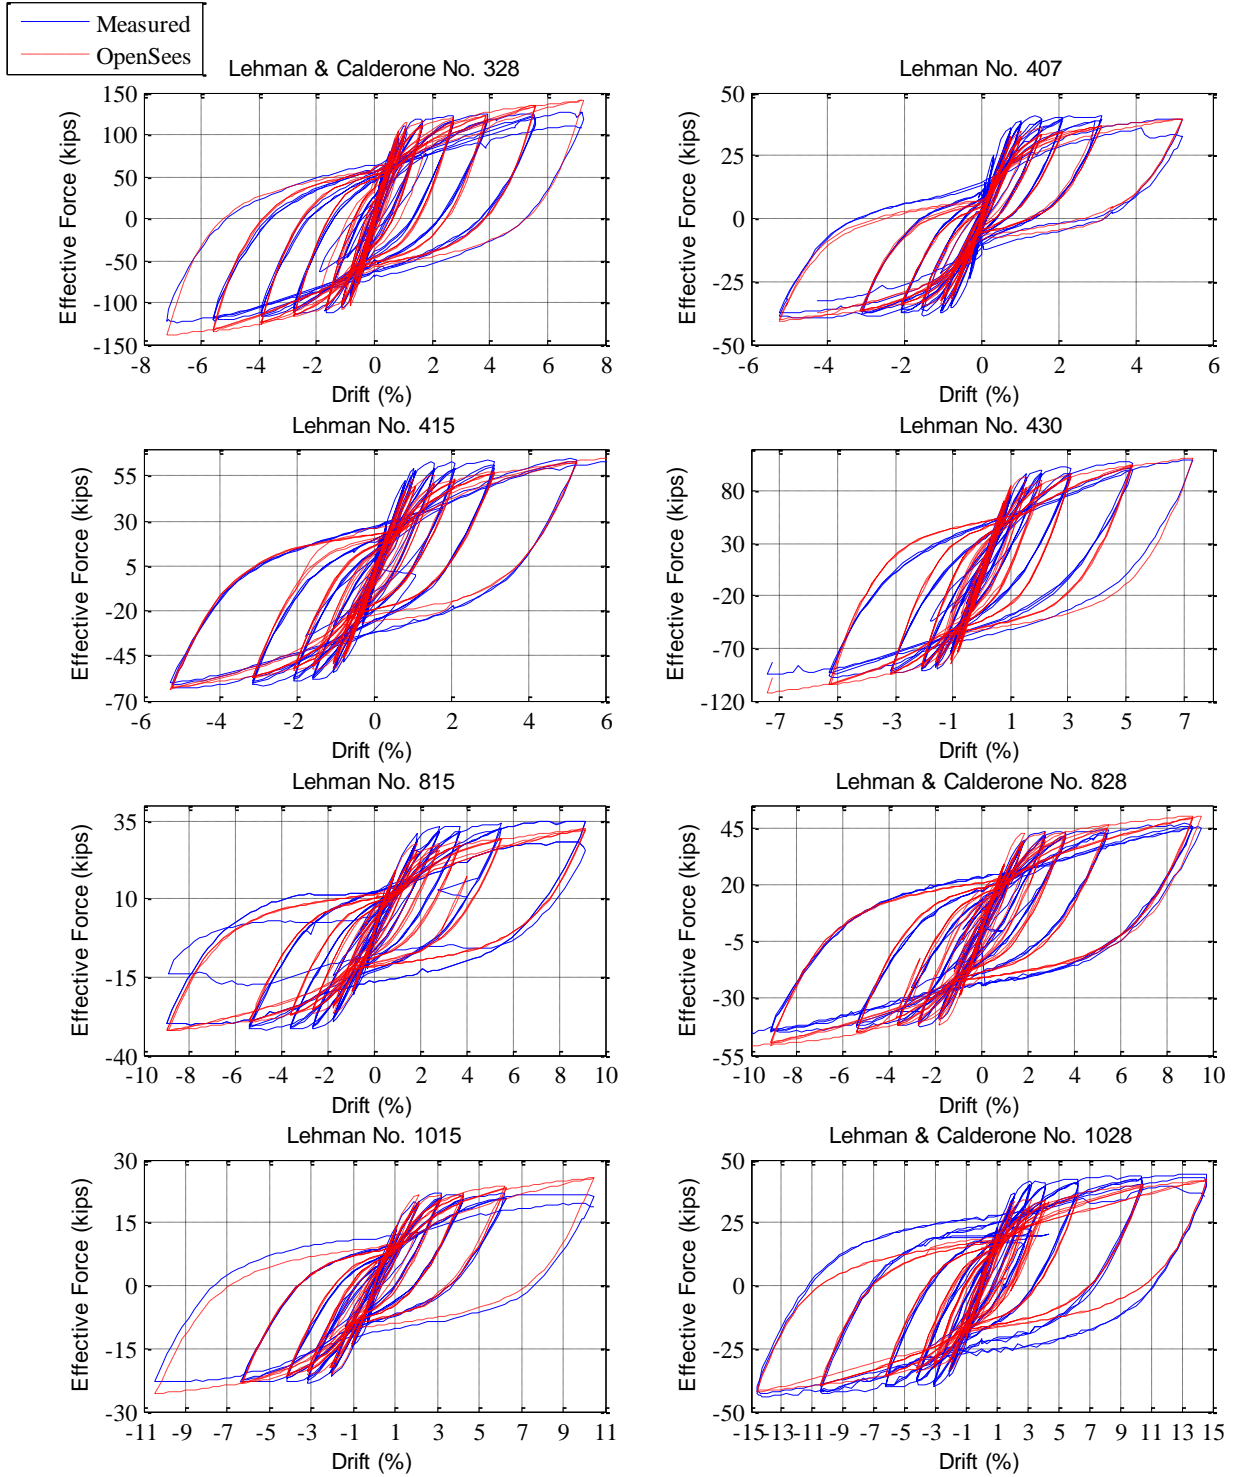 Measured
OpenSees
Lehman & Calderone No. 328
Effective Force (kips)
150
100
50
0
-50
-100
-150
-8 -6 -4 -2 0 2 4 6 8
Drift (%)
Lehman No. 407
Effective Force (kips)
50
25
0
-25
-50
-6 -4 -2 0 2 4 6
Drift (%)
Lehman No. 415
Effective Force (kips)
55
30
5
-20
-45
-70
-6 -4 -2 0 2 4 6
Drift (%)
Lehman No. 430
Effective Force (kips)
80
30
-20
-70
-120
-7 -5 -3 -1 1 3 5 7
Drift (%)
Lehman No. 815
Effective Force (kips)
35
10
-15
-40
-10 -8 -6 -4 -2 0 2 4 6 8 10
Drift (%)
Lehman & Calderone No. 828
Effective Force (kips)
45
20
-5
-30
-55
-10 -8 -6 -4 -2 0 2 4 6 8 10
Drift (%)
Lehman No. 1015
Effective Force (kips)
30
15
0
-15
-30
-11 -9 -7 -5 -3 -1 1 3 5 7 9 11
Drift (%)
Lehman & Calderone No. 1028
Effective Force (kips)
50
25
0
-25
-50
-15 -13 -11 -9 -7 -5 -3 -1 1 3 5 7 9 11 13 15
Drift (%)